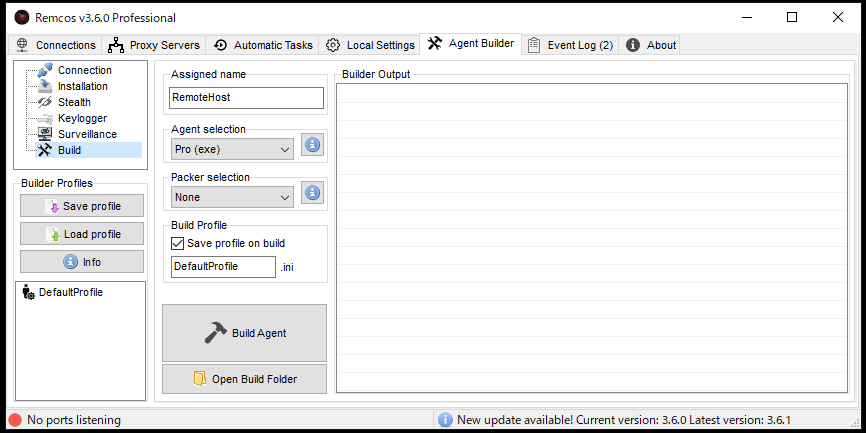 Remcos v3.6.0 Professional
Connections Proxy Servers Automatic Tasks Local Settings Agent Builder Event Log (2) About
Connection
Installation
Stealth
Keylogger
Surveillance
Build
Builder Profiles
Save profile
Load profile
Info
DefaultProfile
Assigned name
RemoteHost
Agent selection
Pro (exe)
Packer selection
None
Build Profile
Save profile on build
DefaultProfile .ini
Build Agent
Open Build Folder
Builder Output
No ports listening
New update available! Current version: 3.6.0 Latest version: 3.6.1